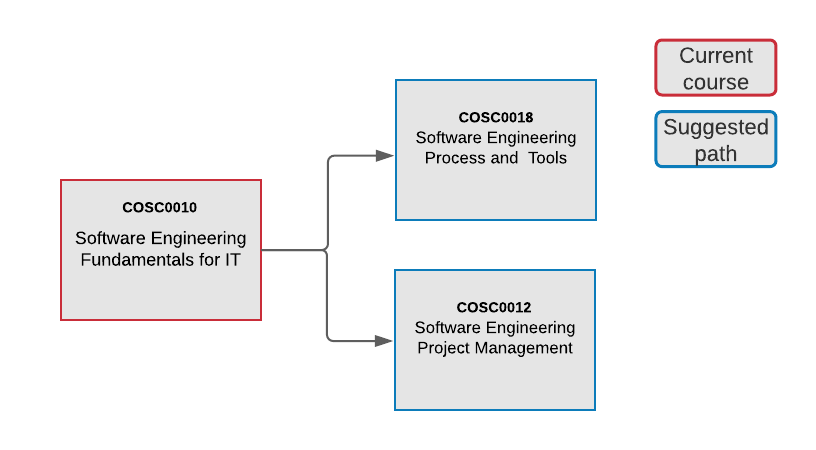 COSC0010
Software Engineering
Fundamentals for IT
COSC0018
Software Engineering
Process and  Tools
COSC0012
Software Engineering
Project Management
Current
course
Suggested
path